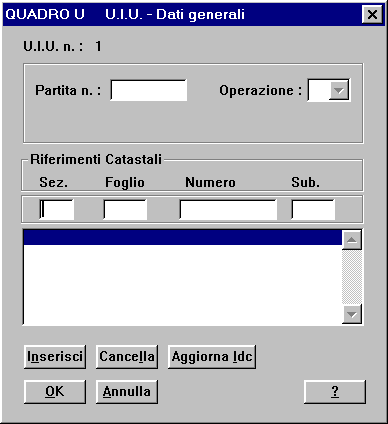 QUADRO U U.I.U. - Dati generali
U.I.U. n. : 1
Partita n. : Operazione :
Riferimenti Catastali
Sez. Foglio Numero Sub.
Inserisci Cancella Aggiorna Idc
OK Annulla ?